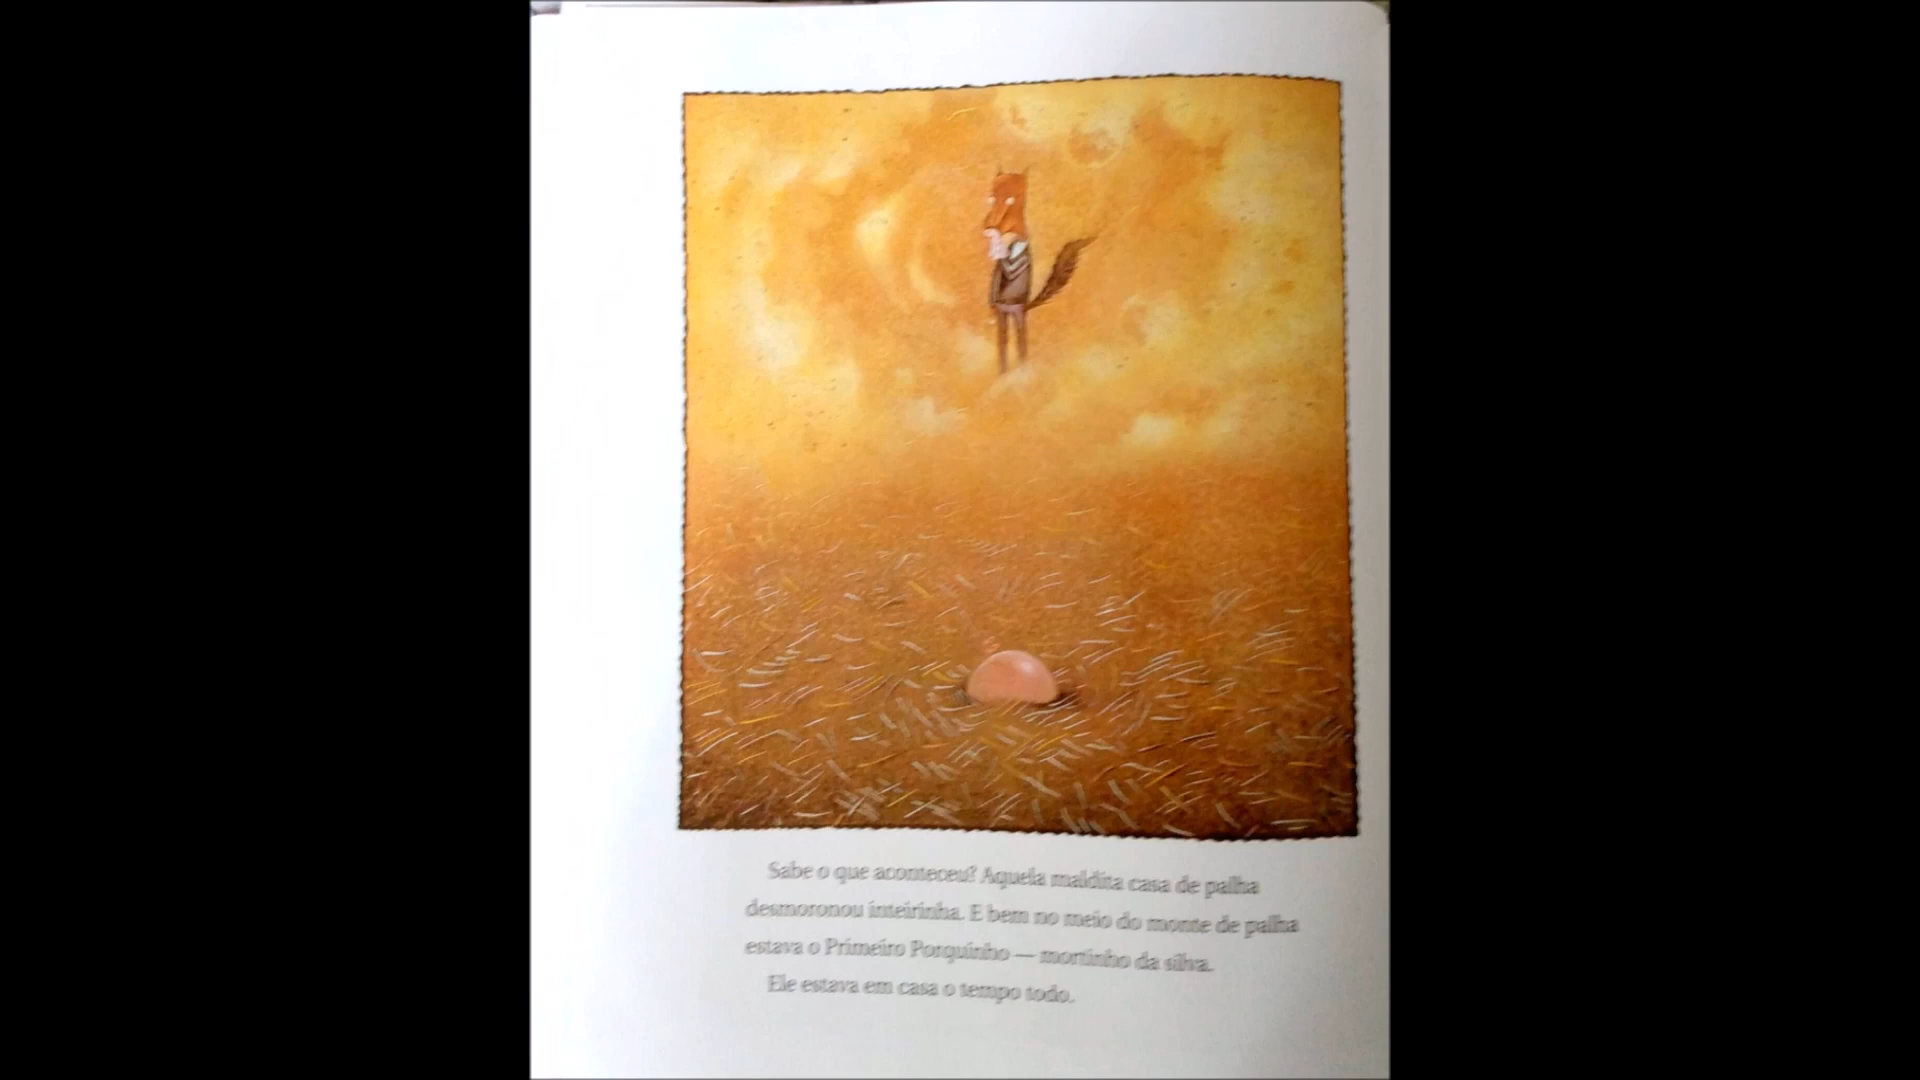 Sabe o que aconteceu? Aquela maldita casa de palha
desmoronou inteirinha. E bem no meio do monte de palha
estava o Primeiro Porquinho — mortinho da silva.
Ele estava em casa o tempo todo.